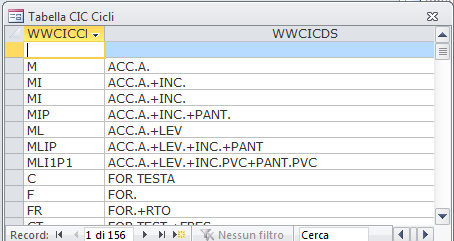 Tabella CIC Cicli
WWCICCI WWCICDS
M ACC.A.
MI ACC.A.+INC.
MI ACC.A.+INC.
MIP ACC.A.+INC.+PANT.
ML ACC.A.+LEV
MLIP ACC.A.+LEV.+INC.+PANT
MLI1P1 ACC.A.+LEV.+INC.PVC+PANT.PVC
C FOR TESTA
F FOR.
FR FOR.+RTO
Record: 1 di 156 Nessun filtro Cerca